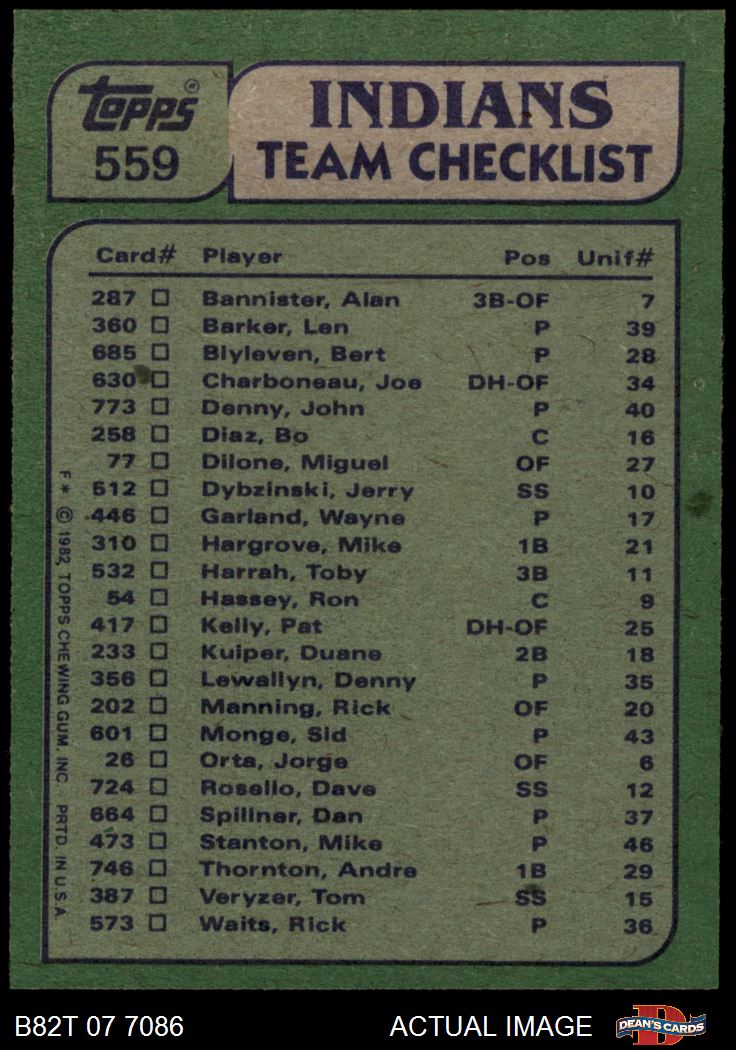 topps®
559
INDIANS
TEAM CHECKLIST
Card# Player Pos Unif#
287 Bannister, Alan 3B-OF 7
360 Barker, Len P 39
685 Blyleven, Bert P 28
630 Charboneau, Joe DH-OF 34
773 Denny, John P 40
258 Diaz, Bo C 16
77 Dilone, Miguel OF 27
512 Dybzinski, Jerry SS 10
446 Garland, Wayne P 17
310 Hargrove, Mike 1B 21
532 Harrah, Toby 3B 11
54 Hassey, Ron C 9
417 Kelly, Pat DH-OF 25
233 Kuiper, Duane 2B 18
356 Lewallyn, Denny P 35
202 Manning, Rick OF 20
601 Monge, Sid P 43
26 Orta, Jorge OF 6
724 Rosello, Dave SS 12
664 Spillner, Dan P 37
473 Stanton, Mike P 46
746 Thornton, Andre 1B 29
387 Veryzer, Tom SS 15
573 Waits, Rick P 36
F * © 1982, TOPPS CHEWING GUM, INC. PRTD. IN U.S.A.
B82T 07 7086 ACTUAL IMAGE
D
DEAN'S CARDS